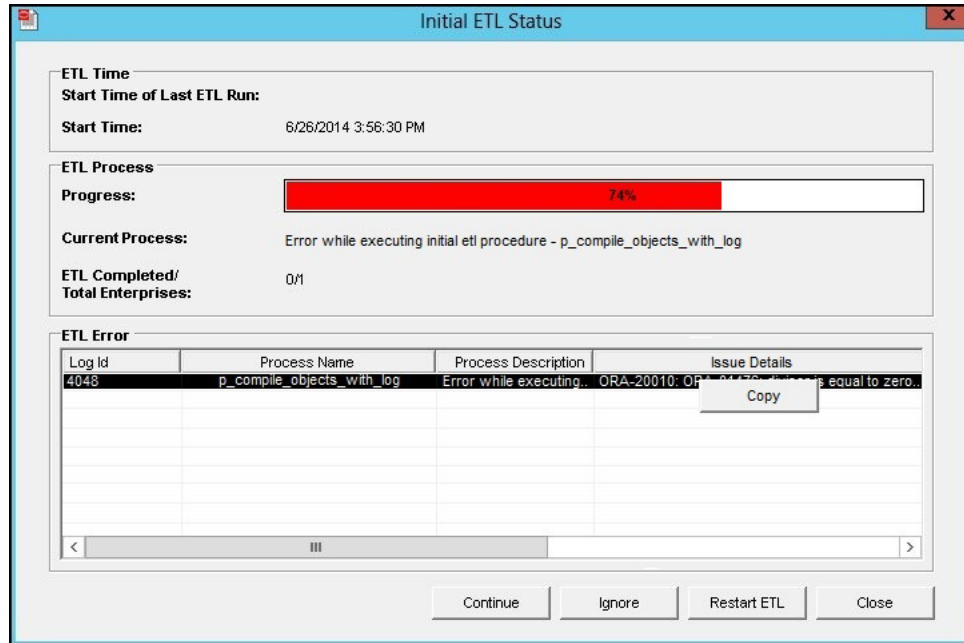 Initial ETL Status
X
ETL Time
Start Time of Last ETL Run:
Start Time: 6/26/2014 3:56:30 PM
ETL Process
Progress: 74%
Current Process: Error while executing initial etl procedure - p_compile_objects_with_log
ETL Completed/
Total Enterprises: 0/1
ETL Error
Log Id Process Name Process Description Issue Details
4048 p_compile_objects_with_log Error while executing.. ORA-20010: is equal to zero..
Copy
Continue Ignore Restart ETL Close